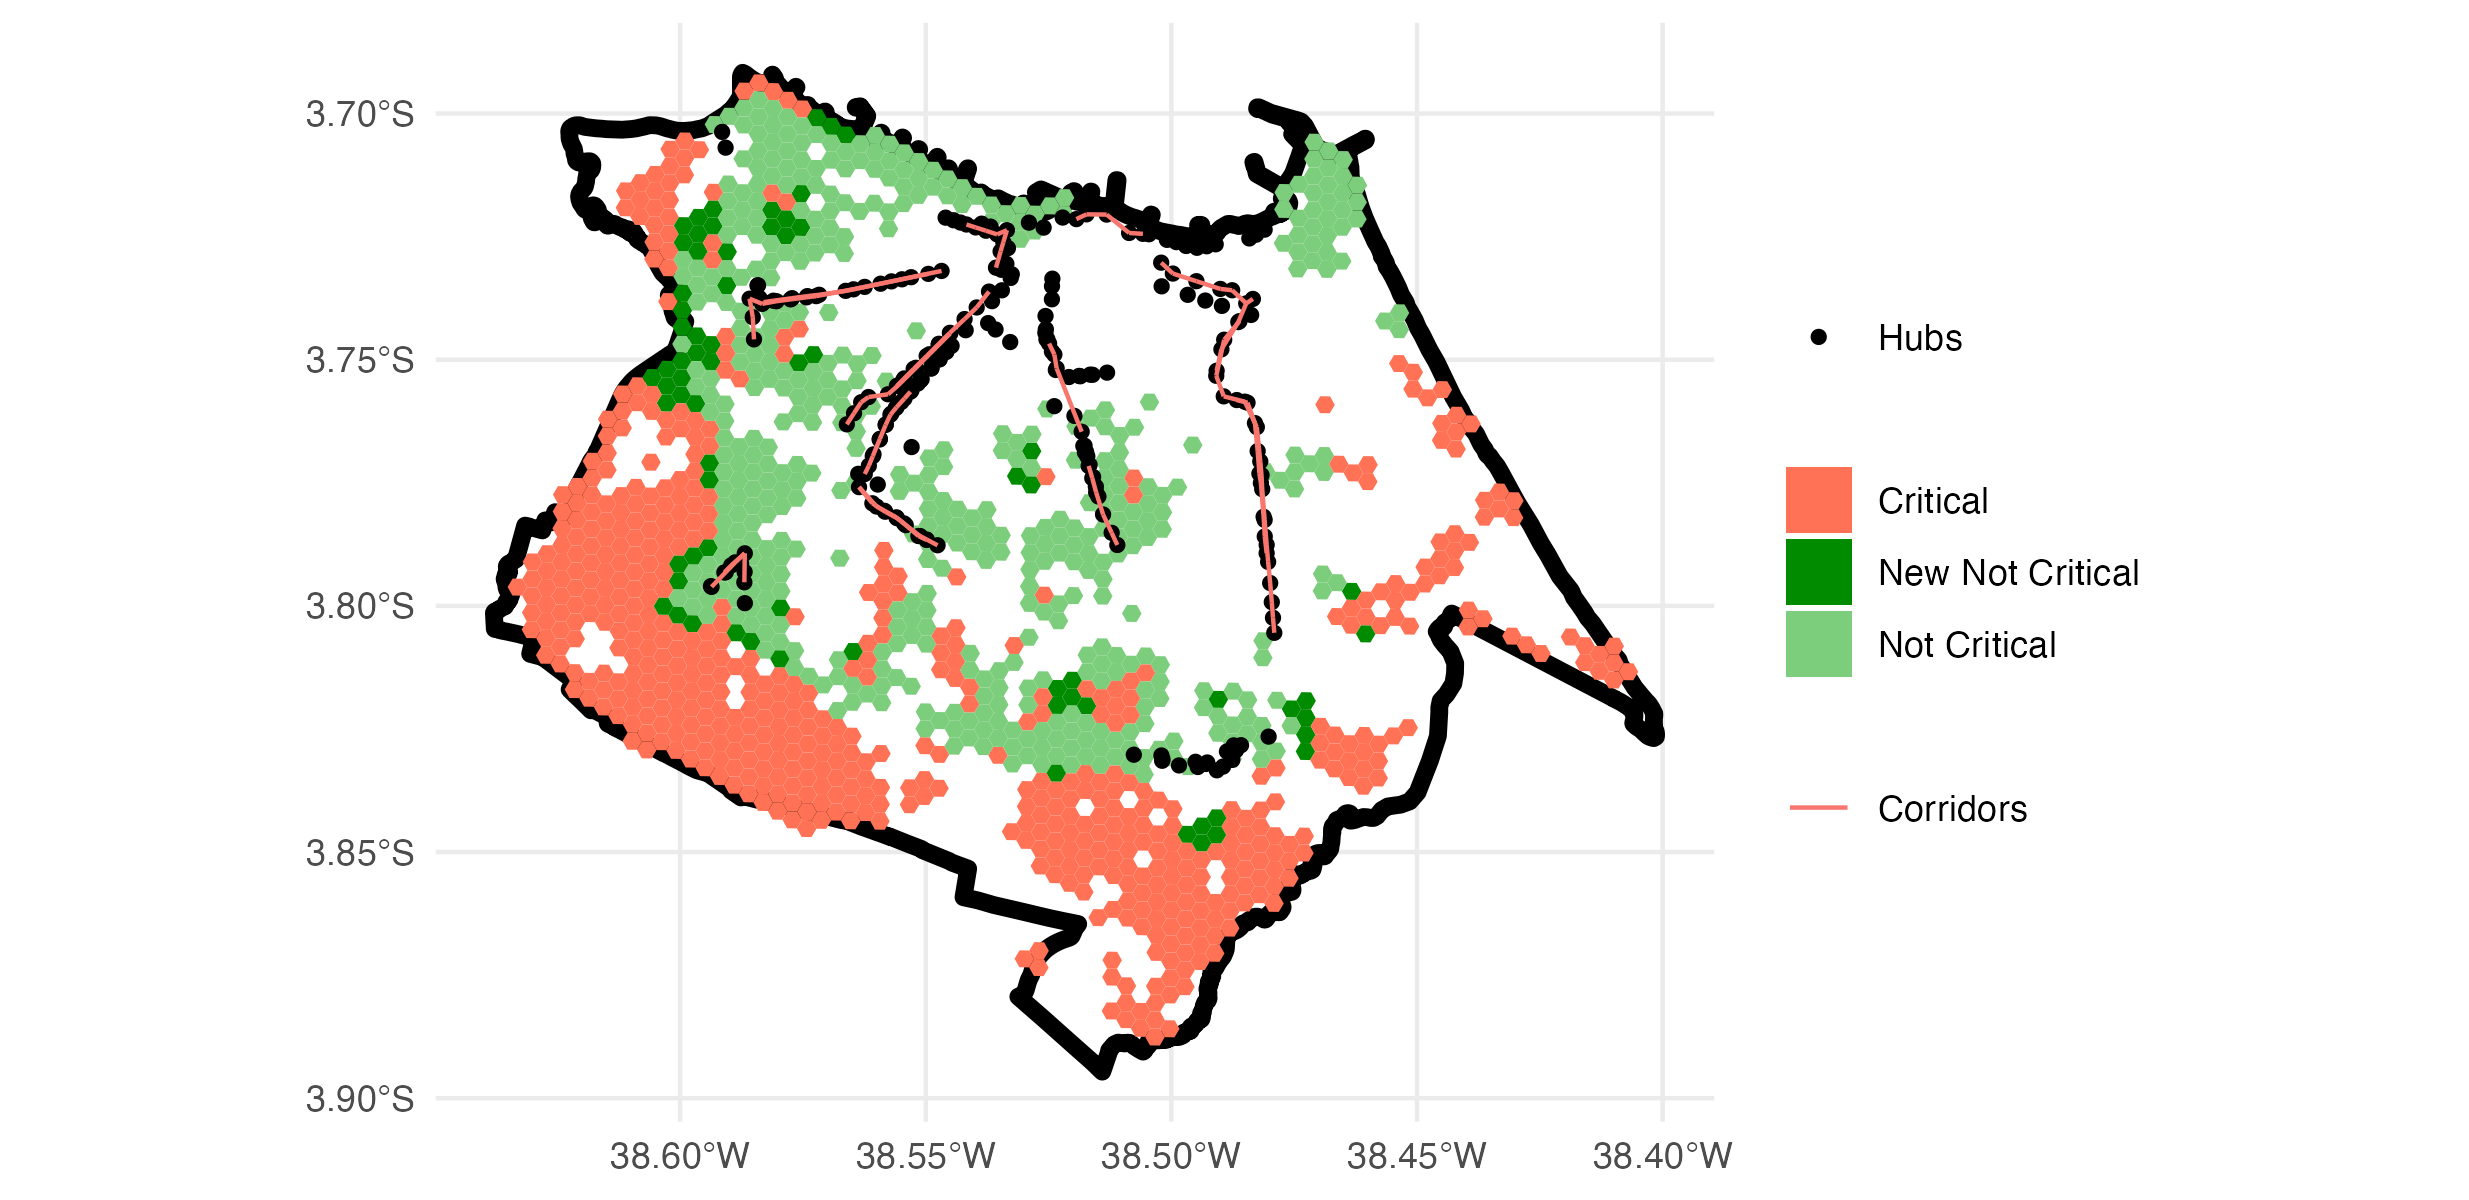 3.70°S
3.75°S
3.80°S
3.85°S
3.90°S
38.60°W
38.55°W
38.50°W
38.45°W
38.40°W
Hubs
Critical
New Not Critical
Not Critical
Corridors